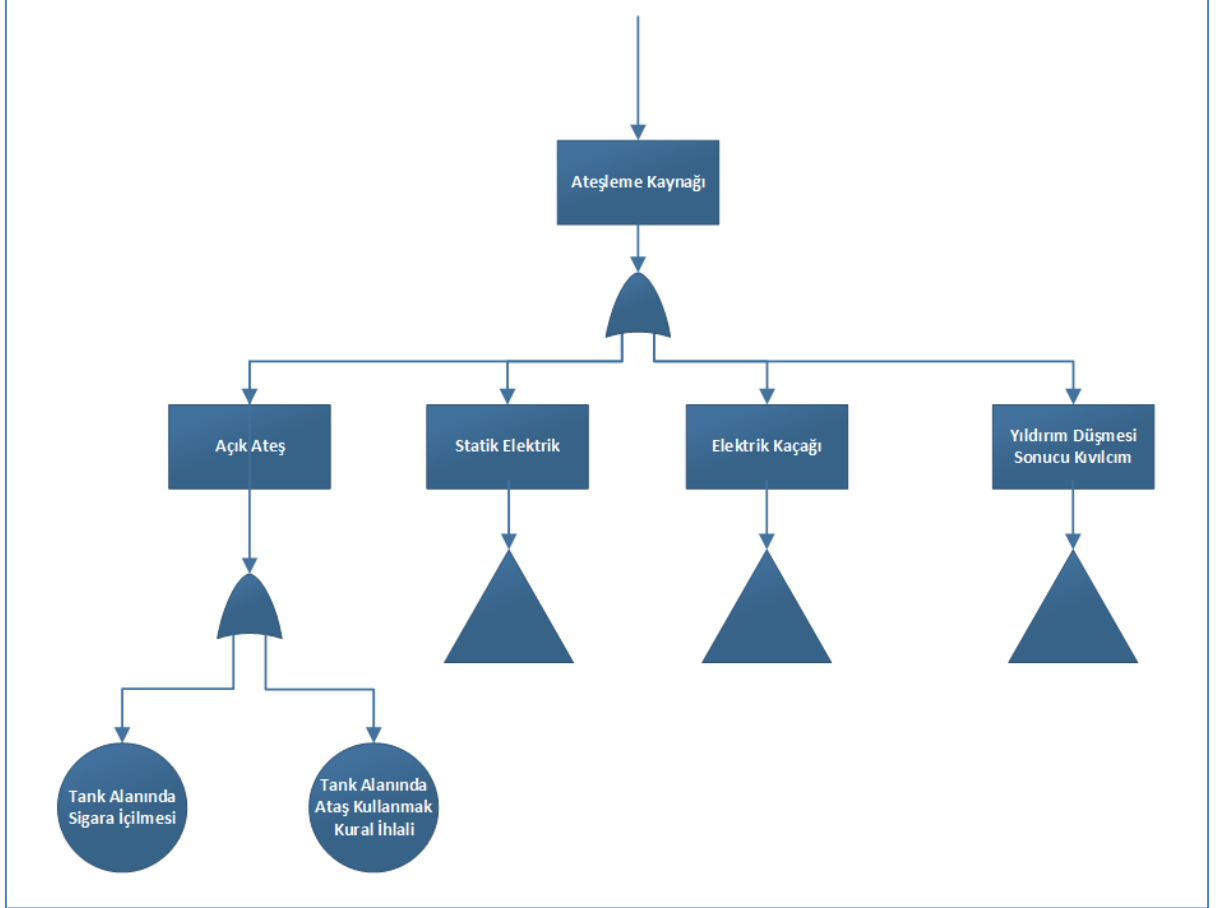 Ateşleme Kaynağı
Açık Ateş
Statik Elektrik
Elektrik Kaçağı
Yıldırım Düşmesi
Sonucu Kıvılcım
Tank Alanında
Sigara İçilmesi
Tank Alanında
Ataş Kullanmak
Kural İhlali